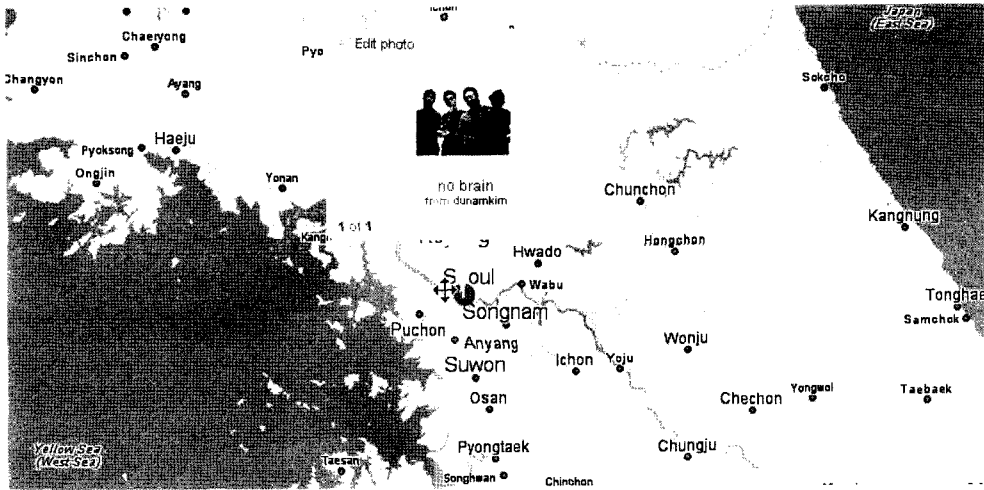 Japan
(East Sea)
Chaeryong
Sinchon
Pyo
Edit photo
Changyon
Ayang
Sokcho
Pyoksong
Haeju
Ongjin
Yonan
no brain
from dunamkim
Chunchon
Kangnung
1 of 1
Hongchon
Hwado
Wabu
Tonghae
Samchok
Puchon
Songnam
Anyang
Wonju
Suwon
Ichon
Yoju
Osan
Chechon
Yongwol
Taebaek
Yellow Sea
(West Sea)
Taesan
Pyongtaek
Chungju
Songhwan
Chinchon